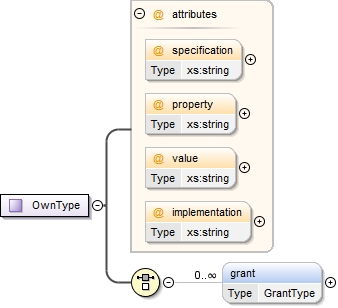 @ attributes
@ specification
Type xs:string
@ property
Type xs:string
@ value
Type xs:string
@ implementation
Type xs:string
OwnType
0..∞
grant
Type GrantType